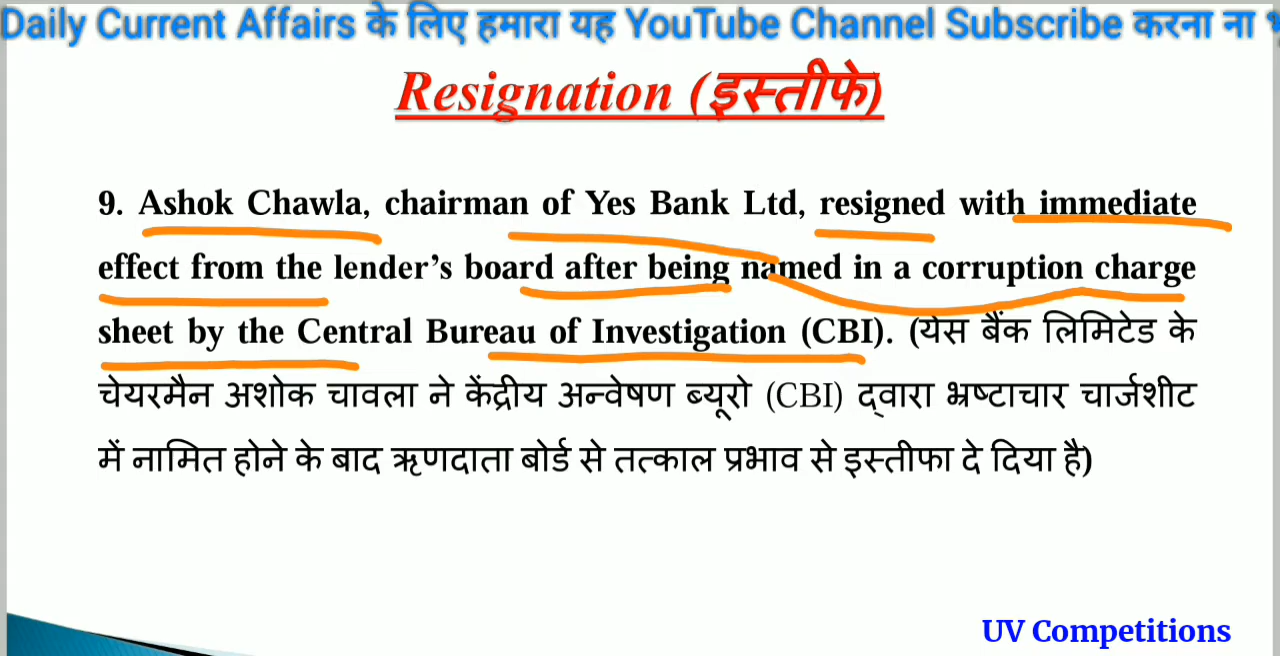 Daily Current Affairs के लिए हमारा यह YouTube Channel Subscribe करना ना
Resignation (इस्तीफे)
9. Ashok Chawla, chairman of Yes Bank Ltd, resigned with immediate
effect from the lender’s board after being named in a corruption charge
sheet by the Central Bureau of Investigation (CBI). (येस बैंक लिमिटेड के
चेयरमैन अशोक चावला ने केंद्रीय अन्वेषण ब्यूरो (CBI) द्वारा भ्रष्टाचार चार्जशीट
में नामित होने के बाद ऋणदाता बोर्ड से तत्काल प्रभाव से इस्तीफा दे दिया है)
UV Competitions